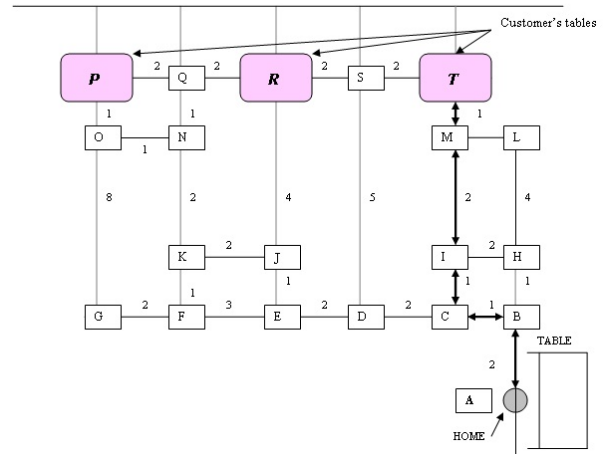 Customer's tables
P 2 Q 2 R 2 S 2 T
1 1 1
O 1 N M L
8 2 4 5 2 4
K 2 J I 2 H
1 1 1 1
G 2 F 3 E 2 D 2 C 1 B
TABLE
2
A
HOME